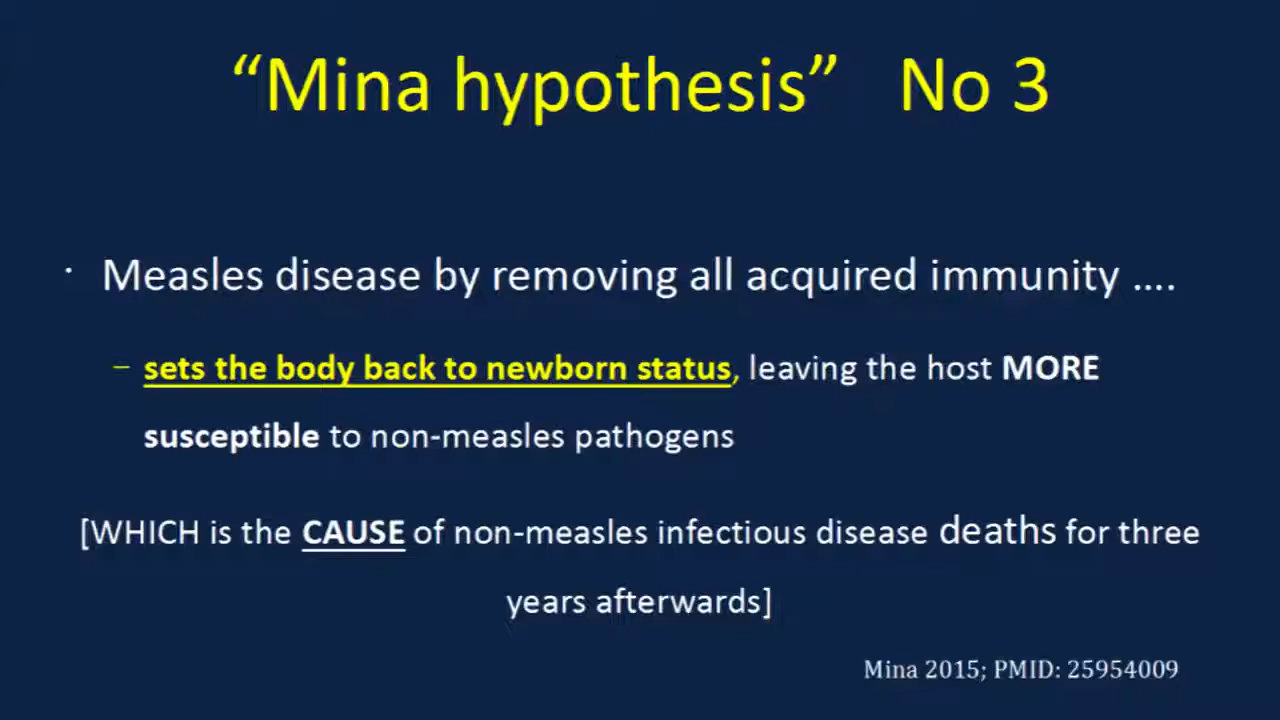 “Mina hypothesis” No 3
· Measles disease by removing all acquired immunity ....
– sets the body back to newborn status, leaving the host MORE
susceptible to non-measles pathogens
[WHICH is the CAUSE of non-measles infectious disease deaths for three
years afterwards]
Mina 2015; PMID: 25954009